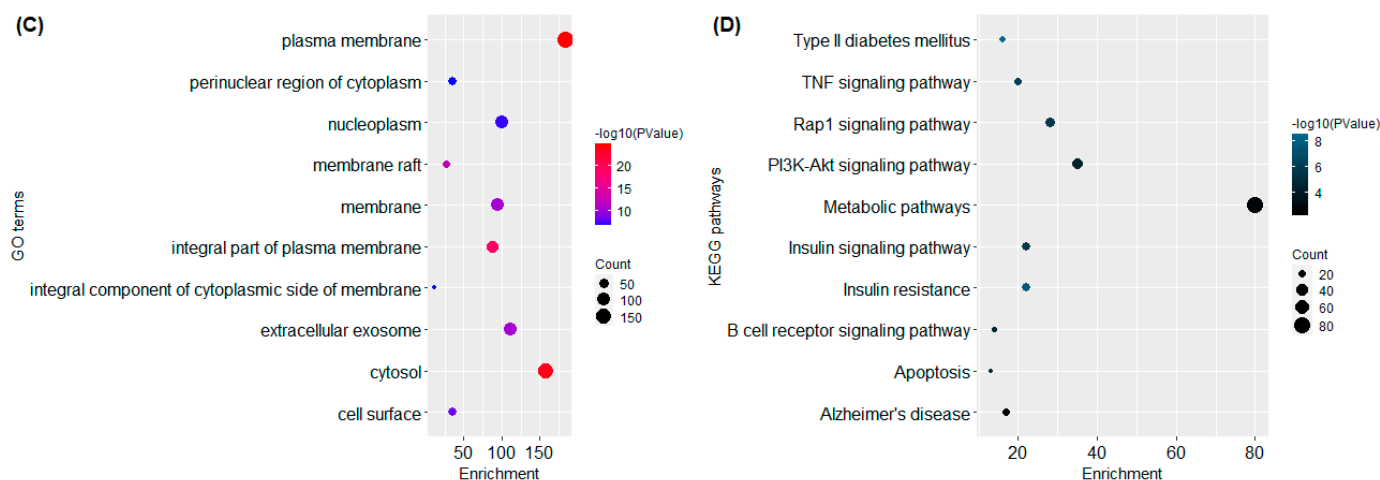 (C)
plasma membrane
perinuclear region of cytoplasm
nucleoplasm
membrane raft
membrane
integral part of plasma membrane
integral component of cytoplasmic side of membrane
extracellular exosome
cytosol
cell surface
GO terms
50 100 150
Enrichment
-log10(PValue)
20
15
10
Count
50
100
150
(D)
Type II diabetes mellitus
TNF signaling pathway
Rap1 signaling pathway
PI3K-Akt signaling pathway
Metabolic pathways
Insulin signaling pathway
Insulin resistance
B cell receptor signaling pathway
Apoptosis
Alzheimer's disease
KEGG pathways
20 40 60 80
Enrichment
-log10(PValue)
8
6
4
Count
20
40
60
80